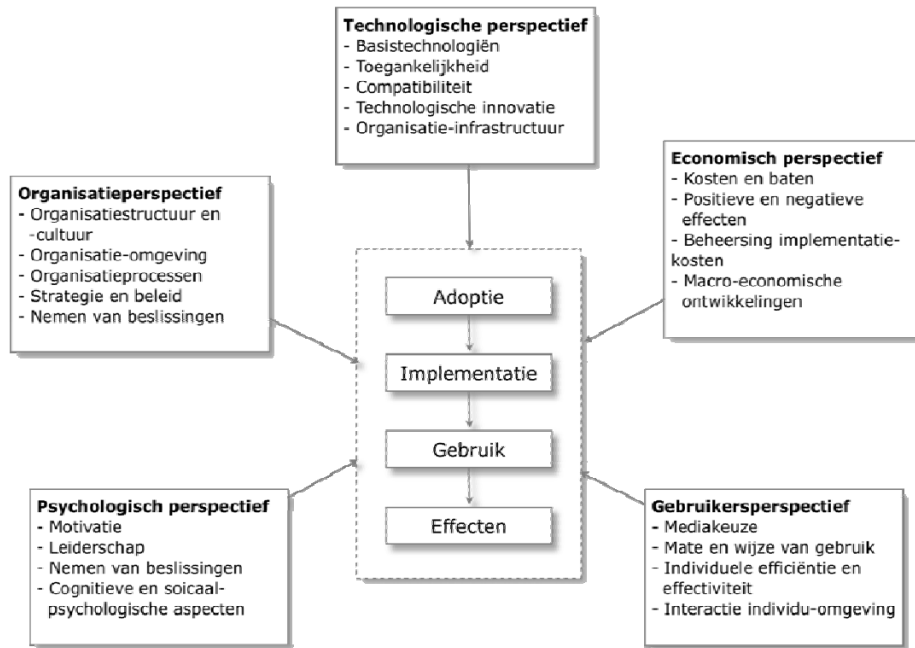 Technologische perspectief
- Basistechnologiën
- Toegankelijkheid
- Compatibiliteit
- Technologische innovatie
- Organisatie-infrastructuur
Organisatieperspectief
- Organisatiestructuur en
-cultuur
- Organisatie-omgeving
- Organisatieprocessen
- Strategie en beleid
- Nemen van beslissingen
Economisch perspectief
- Kosten en baten
- Positieve en negatieve
effecten
- Beheersing implementatie-
kosten
- Macro-economische
ontwikkelingen
Adoptie
Implementatie
Gebruik
Effecten
Psychologisch perspectief
- Motivatie
- Leiderschap
- Nemen van beslissingen
- Cognitieve en soicaal-
psychologische aspecten
Gebruikersperspectief
- Mediakeuze
- Mate en wijze van gebruik
- Individuele efficiëntie en
effectiviteit
- Interactie individu-omgeving